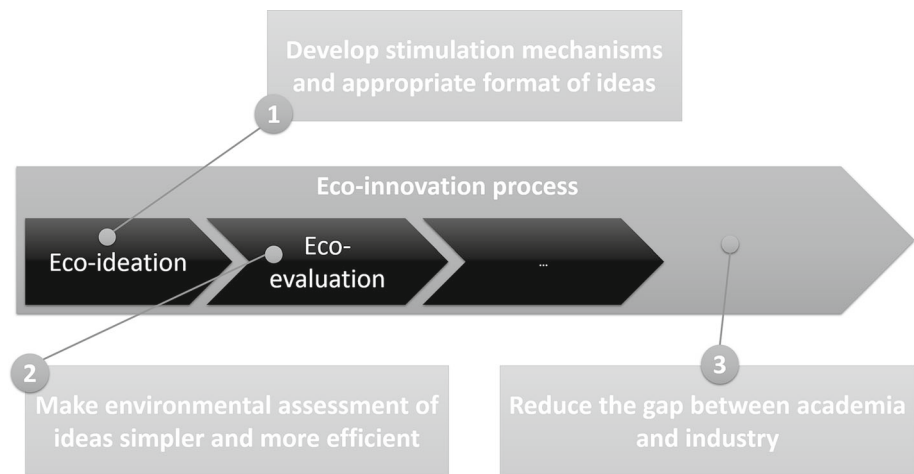 Develop stimulation mechanisms
and appropriate format of ideas
1
Eco-innovation process
Eco-ideation
Eco-
evaluation
...
2
Make environmental assessment of
ideas simpler and more efficient
3
Reduce the gap between academia
and industry